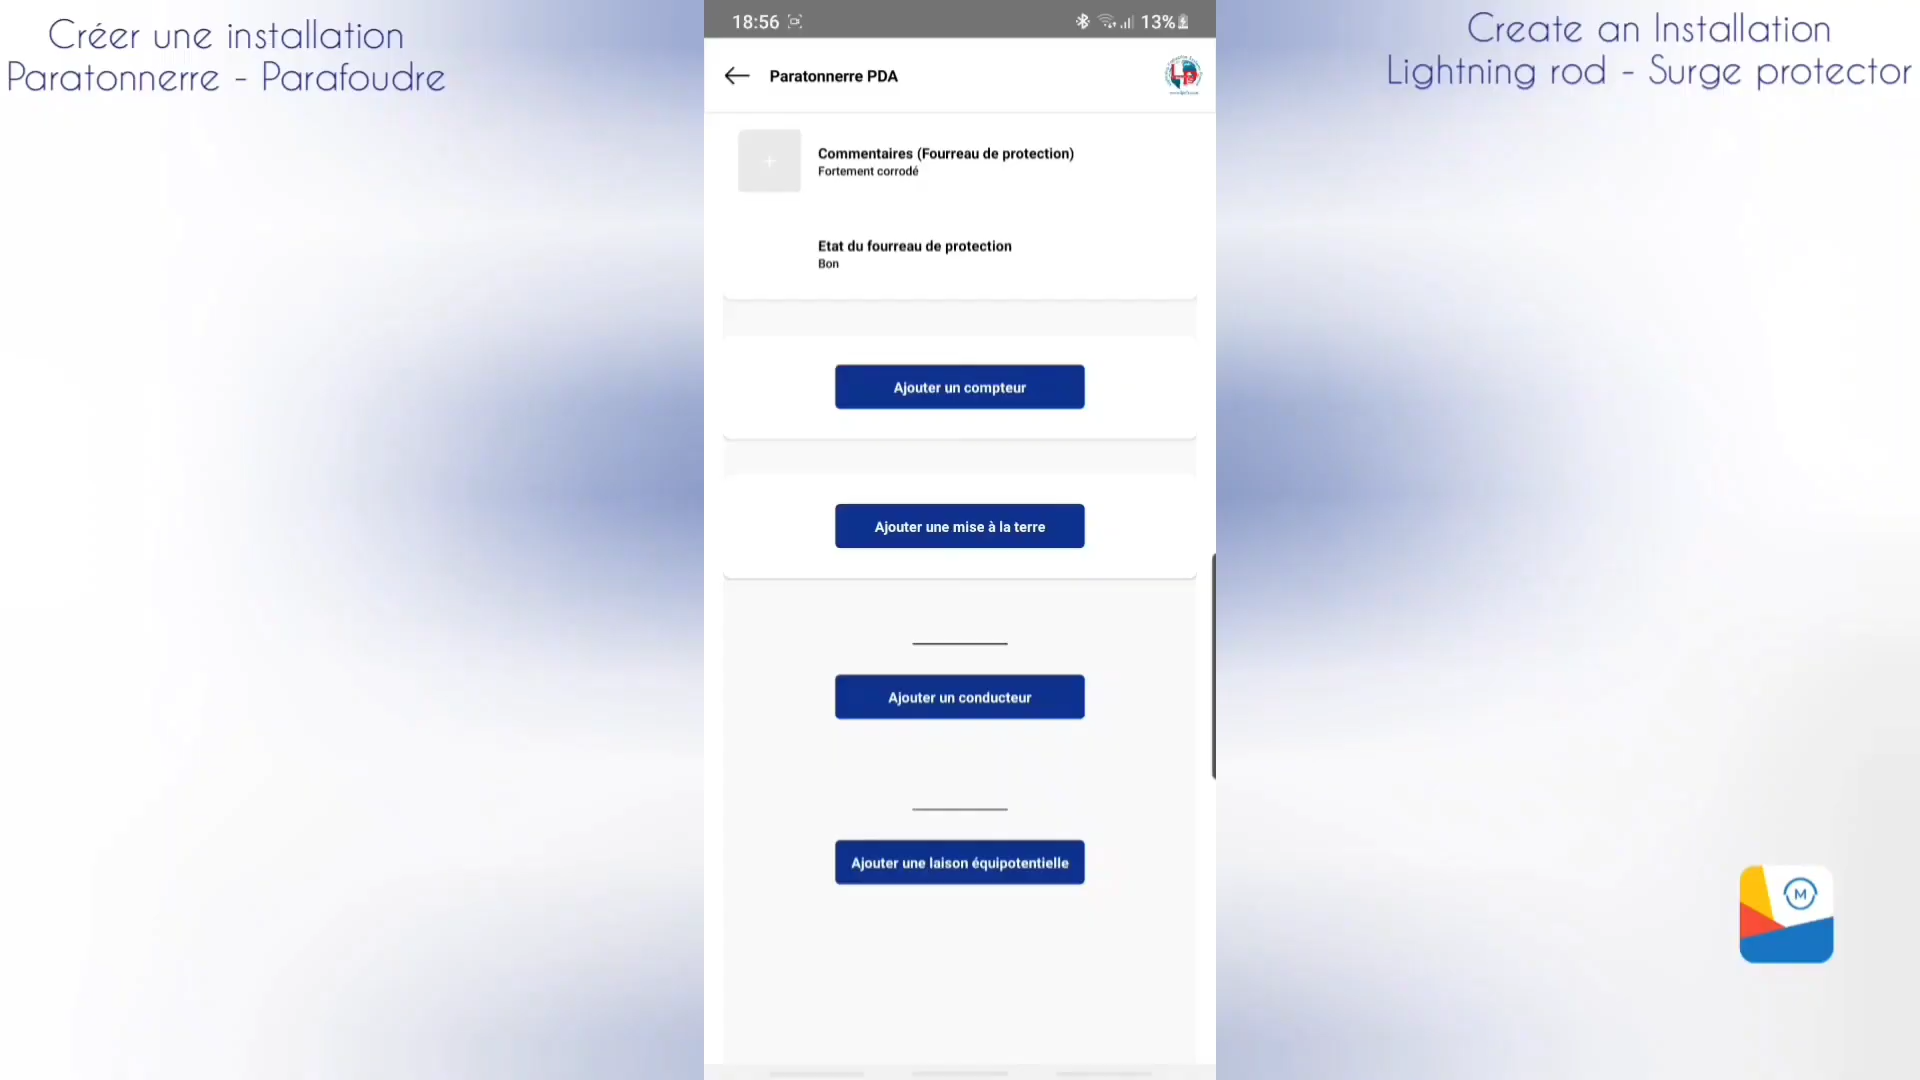 Créer une installation
Paratonnerre - Parafoudre
18:56
13%
Paratonnerre PDA
Commentaires (Fourreau de protection)
Fortement corrodé
Etat du fourreau de protection
Bon
Ajouter un compteur
Ajouter une mise à la terre
Ajouter un conducteur
Ajouter une laison équipotentielle
Create an Installation
Lightning rod - Surge protector
M